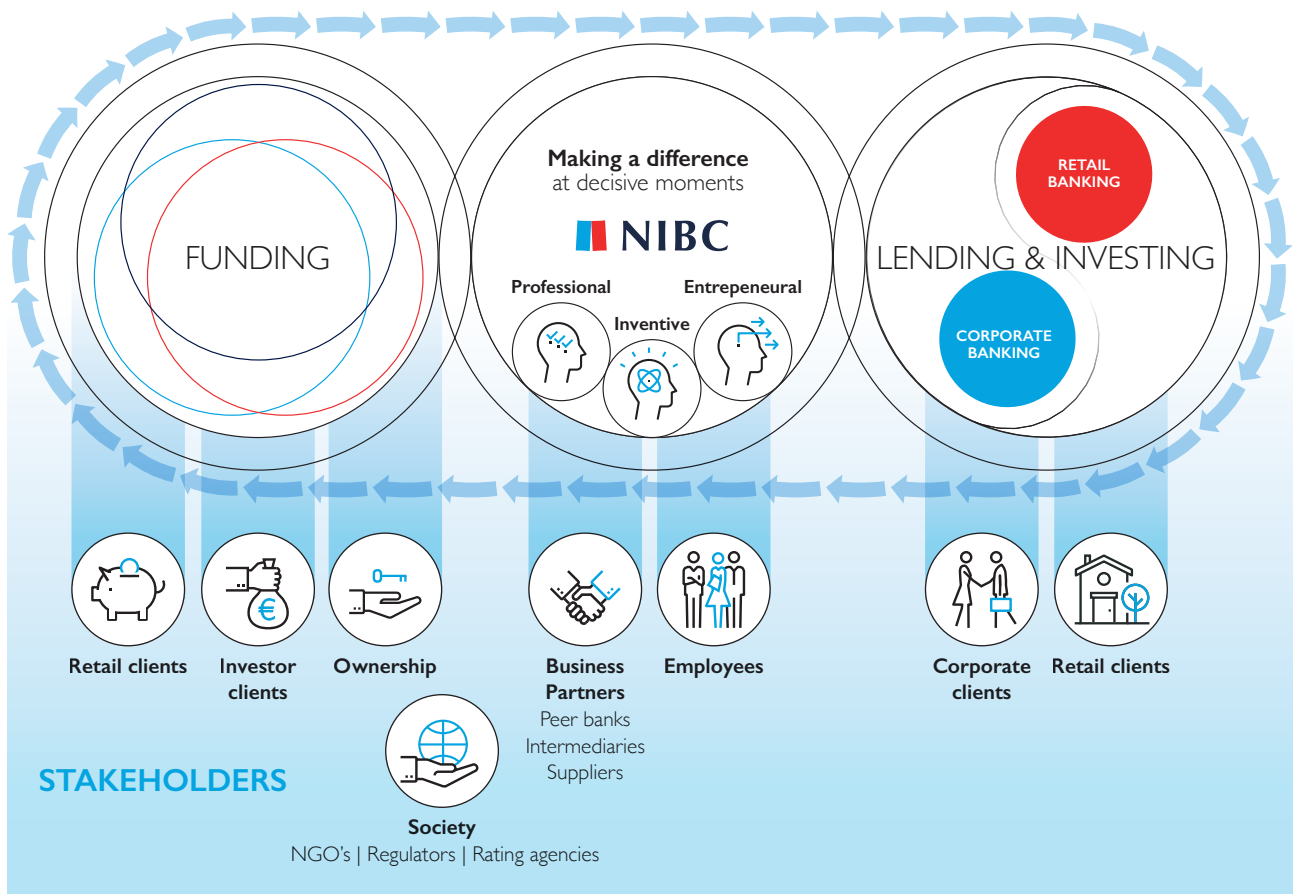 Making a difference
at decisive moments
NIBC
FUNDING
Professional
Inventive
Entrepeneural
RETAIL
BANKING
LENDING & INVESTING
CORPORATE
BANKING
€
Retail clients
Investor
clients
Ownership
Business
Partners
Peer banks
Intermediaries
Suppliers
Employees
Corporate
clients
Retail clients
STAKEHOLDERS
Society
NGO's | Regulators | Rating agencies